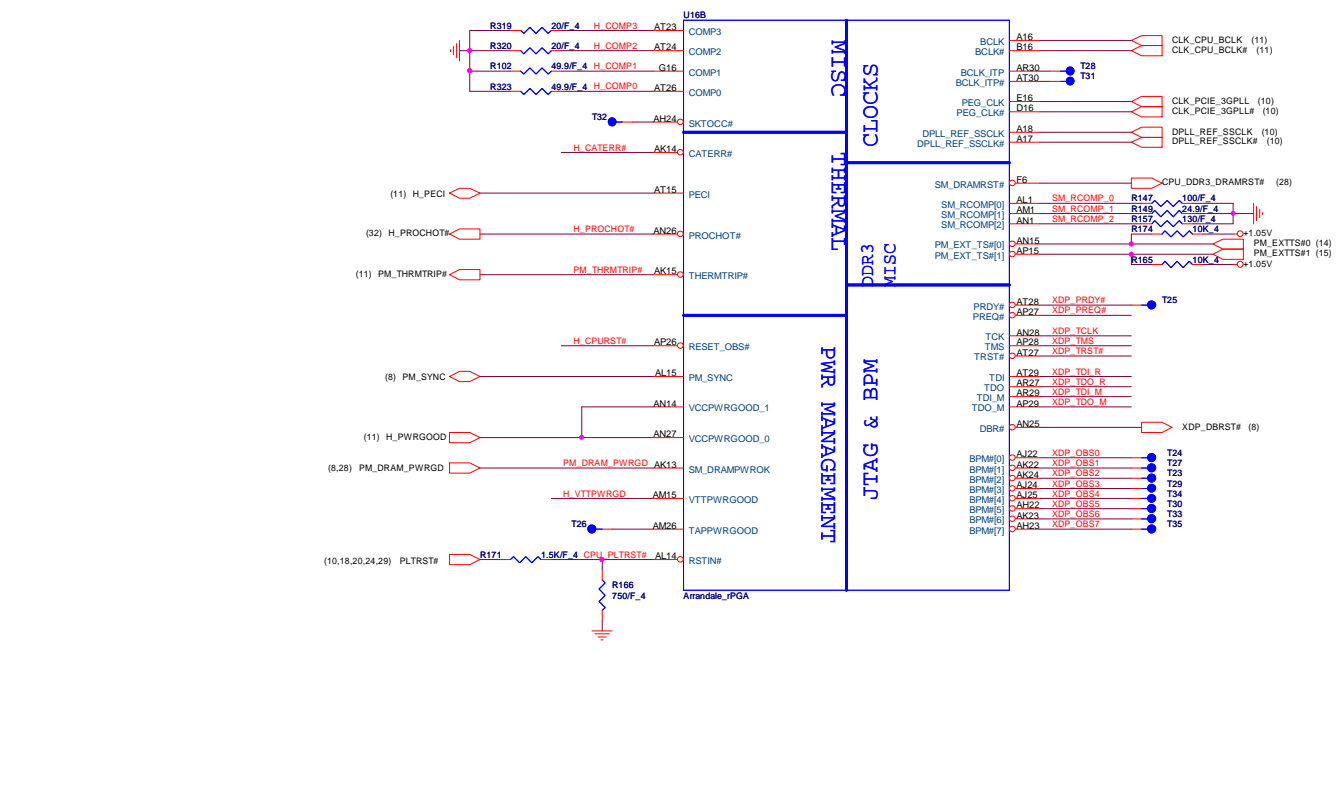 U16B
R319 20/F_4 H_COMP3 AT23 COMP3
R320 20/F_4 H_COMP2 AT24 COMP2
R102 49.9/F_4 H_COMP1 G16 COMP1
R323 49.9/F_4 H_COMP0 AT26 COMP0
T32 AH24 SKTOCC#
MISC
H_CATERR# AK14 CATERR#
(11) H_PECI AT15 PECI
(32) H_PROCHOT# H_PROCHOT# AN26 PROCHOT#
(11) PM_THRMTRIP# PM_THRMTRIP# AK15 THERMTRIP#
THERMAL
H_CPURST# AP26 RESET_OBS#
(8) PM_SYNC AL15 PM_SYNC
AN14 VCCPWRGOOD_1
(11) H_PWRGOOD AN27 VCCPWRGOOD_0
(8,28) PM_DRAM_PWRGD PM_DRAM_PWRGD AK13 SM_DRAMPWROK
H_VTTPWRGD AM15 VTTPWRGOOD
T26 AM26 TAPPWRGOOD
(10,18,20,24,29) PLTRST# R171 1.5K/F_4 CPU_PLTRST# AL14 RSTIN#
PWR MANAGEMENT
R166
750/F_4
Arrandale_rPGA
CLOCKS
BCLK A16 CLK_CPU_BCLK (11)
BCLK# B16 CLK_CPU_BCLK# (11)
BCLK_ITP AR30 T28
BCLK_ITP# AT30 T31
PEG_CLK E16 CLK_PCIE_3GPLL (10)
PEG_CLK# D16 CLK_PCIE_3GPLL# (10)
DPLL_REF_SSCLK A18 DPLL_REF_SSCLK (10)
DPLL_REF_SSCLK# A17 DPLL_REF_SSCLK# (10)
DDR3
MISC
SM_DRAMRST# F6 CPU_DDR3_DRAMRST# (28)
SM_RCOMP[0] AL1 SM_RCOMP_0 R147 100/F_4
SM_RCOMP[1] AM1 SM_RCOMP_1 R149 24.9/F_4
SM_RCOMP[2] AN1 SM_RCOMP_2 R157 130/F_4
R174 10K_4 +1.05V
PM_EXT_TS#[0] AN15 PM_EXTTS#0 (14)
PM_EXT_TS#[1] AP15 PM_EXTTS#1 (15)
R165 10K_4 +1.05V
JTAG & BPM
PRDY# AT28 XDP_PRDY# T25
PREQ# AP27 XDP_PREQ#
TCK AN28 XDP_TCLK
TMS AP28 XDP_TMS
TRST# AT27 XDP_TRST#
TDI AT29 XDP_TDI_R
TDO AR27 XDP_TDO_R
TDI_M AR29 XDP_TDI_M
TDO_M AP29 XDP_TDO_M
DBR# AN25 XDP_DBRST# (8)
BPM#[0] AJ22 XDP_OBS0 T24
BPM#[1] AK22 XDP_OBS1 T27
BPM#[2] AK24 XDP_OBS2 T23
BPM#[3] AJ24 XDP_OBS3 T29
BPM#[4] AJ25 XDP_OBS4 T34
BPM#[5] AH22 XDP_OBS5 T30
BPM#[6] AK23 XDP_OBS6 T33
BPM#[7] AH23 XDP_OBS7 T35